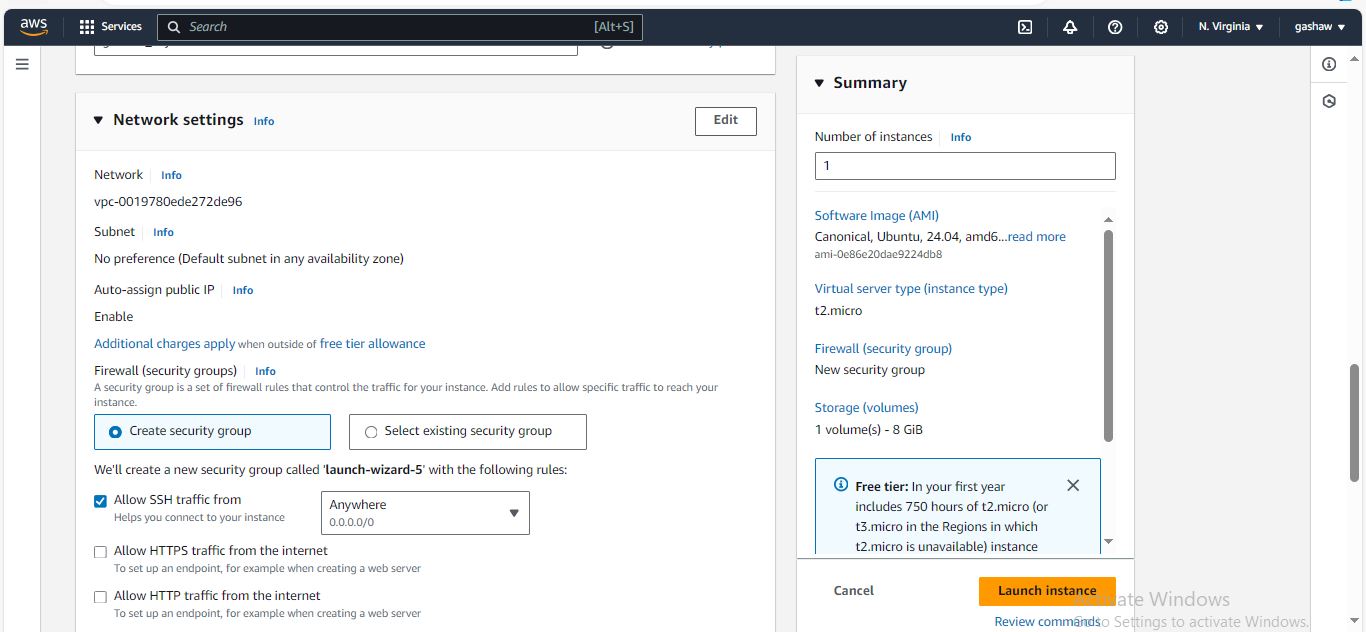 aws
Services
Search
[Alt+S]
N. Virginia
gashaw
Network settings Info
Edit
Network Info
vpc-0019780ede272de96
Subnet Info
No preference (Default subnet in any availability zone)
Auto-assign public IP Info
Enable
Additional charges apply when outside of free tier allowance
Firewall (security groups) Info
A security group is a set of firewall rules that control the traffic for your instance. Add rules to allow specific traffic to reach your
instance.
Create security group
Select existing security group
We'll create a new security group called 'launch-wizard-5' with the following rules:
Allow SSH traffic from
Helps you connect to your instance
Anywhere
0.0.0.0/0
Allow HTTPS traffic from the internet
To set up an endpoint, for example when creating a web server
Allow HTTP traffic from the internet
To set up an endpoint, for example when creating a web server
Summary
Number of instances Info
1
Software Image (AMI)
Canonical, Ubuntu, 24.04, amd6...read more
ami-0e86e20dae9224db8
Virtual server type (instance type)
t2.micro
Firewall (security group)
New security group
Storage (volumes)
1 volume(s) - 8 GiB
Free tier: In your first year
includes 750 hours of t2.micro (or
t3.micro in the Regions in which
t2.micro is unavailable) instance
Cancel
Launch instance
Review commands
Windows
to Settings to activate Windows.